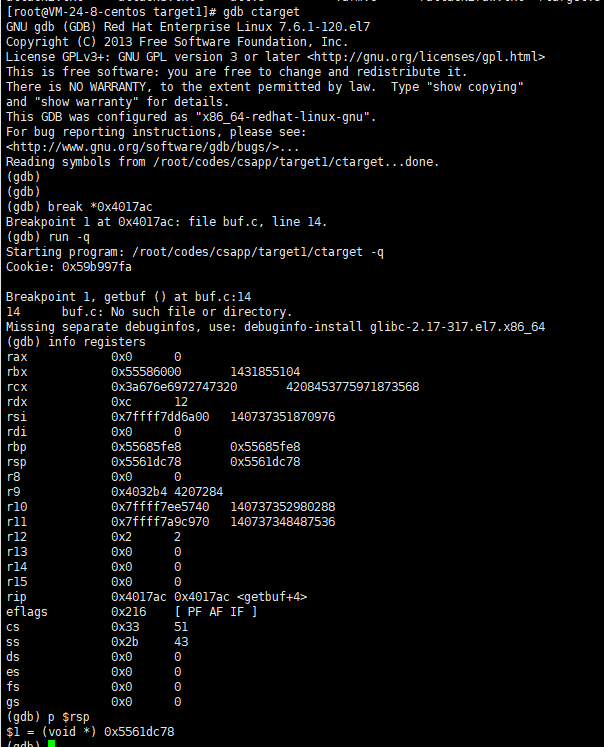 [root@VM-24-8-centos target1]# gdb ctarget
GNU gdb (GDB) Red Hat Enterprise Linux 7.6.1-120.el7
Copyright (C) 2013 Free Software Foundation, Inc.
License GPLv3+: GNU GPL version 3 or later <http://gnu.org/licenses/gpl.html>
This is free software: you are free to change and redistribute it.
There is NO WARRANTY, to the extent permitted by law.  Type "show copying"
and "show warranty" for details.
This GDB was configured as "x86_64-redhat-linux-gnu".
For bug reporting instructions, please see:
<http://www.gnu.org/software/gdb/bugs/>...
Reading symbols from /root/codes/csapp/target1/ctarget...done.
(gdb)
(gdb)
(gdb) break *0x4017ac
Breakpoint 1 at 0x4017ac: file buf.c, line 14.
(gdb) run -q
Starting program: /root/codes/csapp/target1/ctarget -q
Cookie: 0x59b997fa
Breakpoint 1, getbuf () at buf.c:14
14      buf.c: No such file or directory.
Missing separate debuginfos, use: debuginfo-install glibc-2.17-317.el7.x86_64
(gdb) info registers
rax            0x0      0
rbx            0x55586000       1431855104
rcx            0x3a676e6972747320       4208453775971873568
rdx            0xc      12
rsi            0x7ffff7dd6a00   140737351870976
rdi            0x0      0
rbp            0x55685fe8       0x55685fe8
rsp            0x5561dc78       0x5561dc78
r8             0x0      0
r9             0x4032b4 4207284
r10            0x7ffff7ee5740   140737352980288
r11            0x7ffff7a9c970   140737348487536
r12            0x2      2
r13            0x0      0
r14            0x0      0
r15            0x0      0
rip            0x4017ac 0x4017ac <getbuf+4>
eflags         0x216    [ PF AF IF ]
cs             0x33     51
ss             0x2b     43
ds             0x0      0
es             0x0      0
fs             0x0      0
gs             0x0      0
(gdb) p $rsp
$1 = (void *) 0x5561dc78
(gdb)